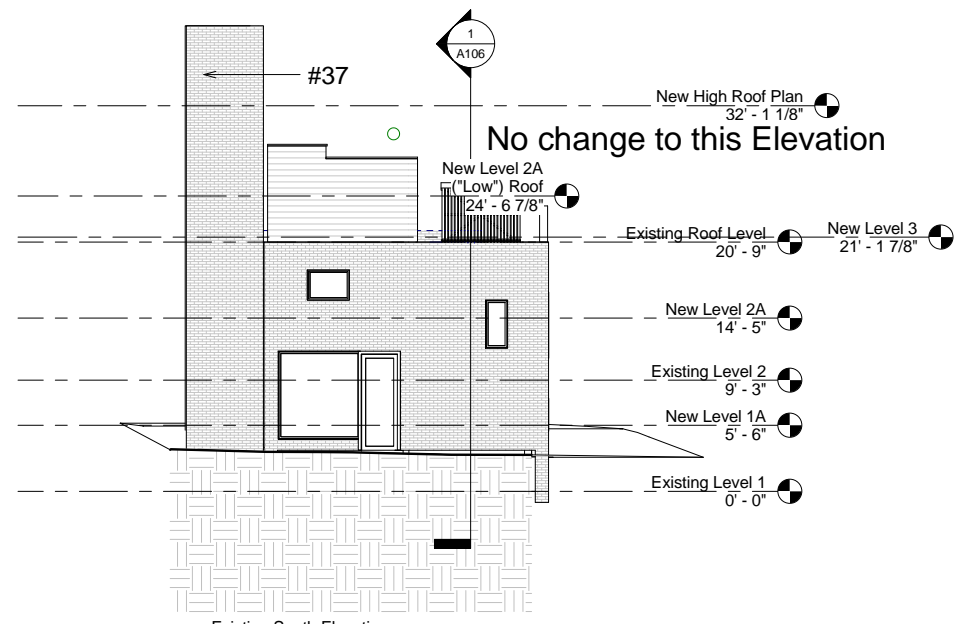 1
A106
#37
New High Roof Plan
32' - 1 1/8"
No change to this Elevation
New Level 2A
("Low") Roof
24' - 6 7/8"
Existing Roof Level
20' - 9"
New Level 3
21' - 1 7/8"
New Level 2A
14' - 5"
Existing Level 2
9' - 3"
New Level 1A
5' - 6"
Existing Level 1
0' - 0"